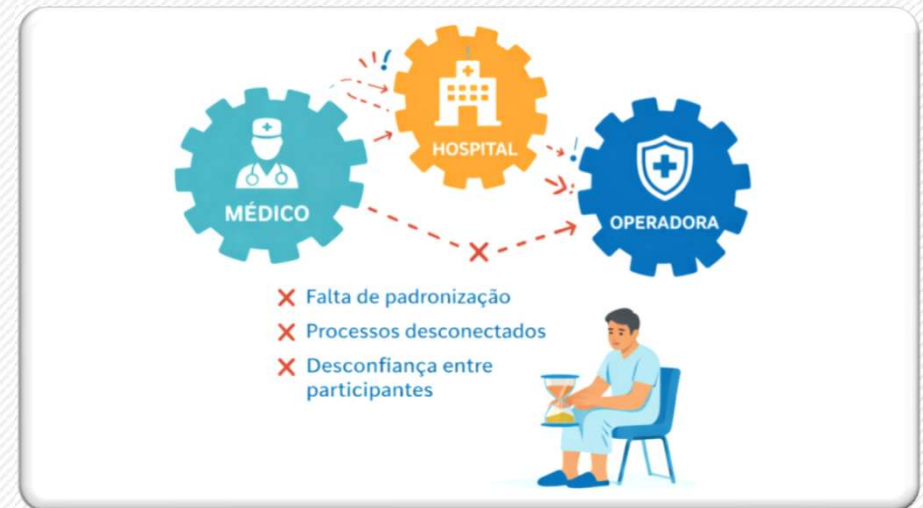 HOSPITAL
MÉDICO
OPERADORA
Falta de padronização
Processos desconectados
Desconfiança entre
participantes